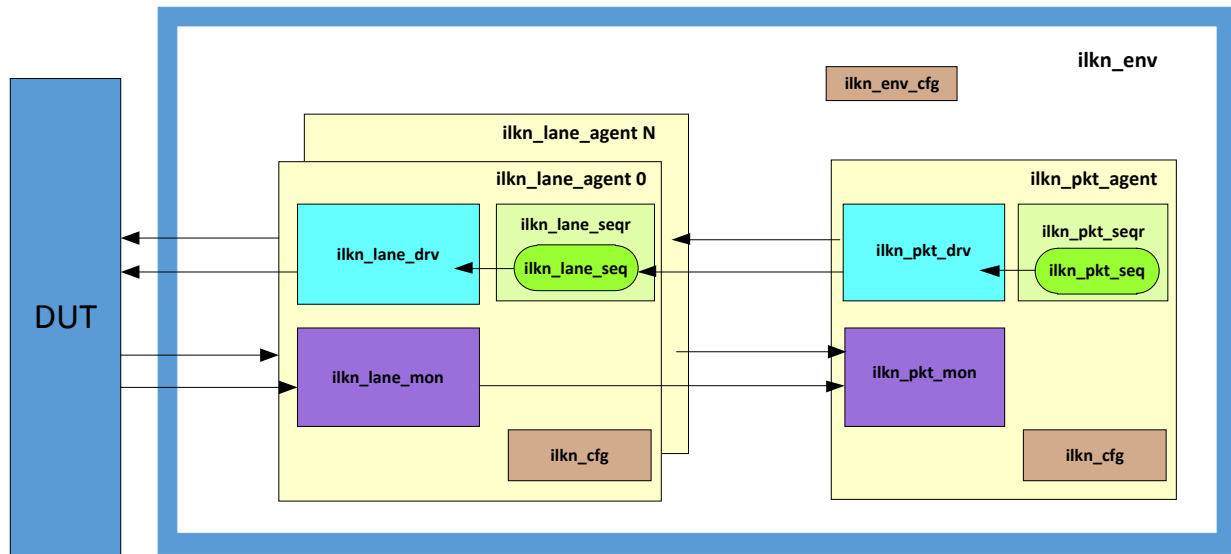 ilkn_env
ilkn_env_cfg
DUT
ilkn_lane_agent N
ilkn_lane_agent 0
ilkn_lane_drv
ilkn_lane_seqr
ilkn_lane_seq
ilkn_lane_mon
ilkn_cfg
ilkn_pkt_agent
ilkn_pkt_drv
ilkn_pkt_seqr
ilkn_pkt_seq
ilkn_pkt_mon
ilkn_cfg